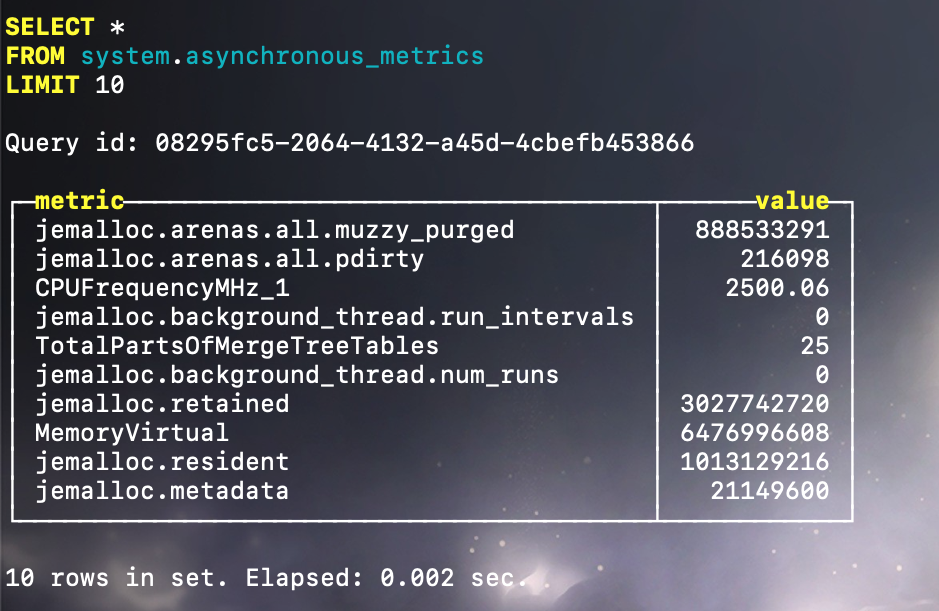 SELECT *
FROM system.asynchronous_metrics
LIMIT 10
Query id: 08295fc5-2064-4132-a45d-4cbefb453866
metric value
jemalloc.arenas.all.muzzy_purged 888533291
jemalloc.arenas.all.pdirty 216098
CPUFrequencyMHz_1 2500.06
jemalloc.background_thread.run_intervals 0
TotalPartsOfMergeTreeTables 25
jemalloc.background_thread.num_runs 0
jemalloc.retained 3027742720
MemoryVirtual 6476996608
jemalloc.resident 1013129216
jemalloc.metadata 21149600
10 rows in set. Elapsed: 0.002 sec.